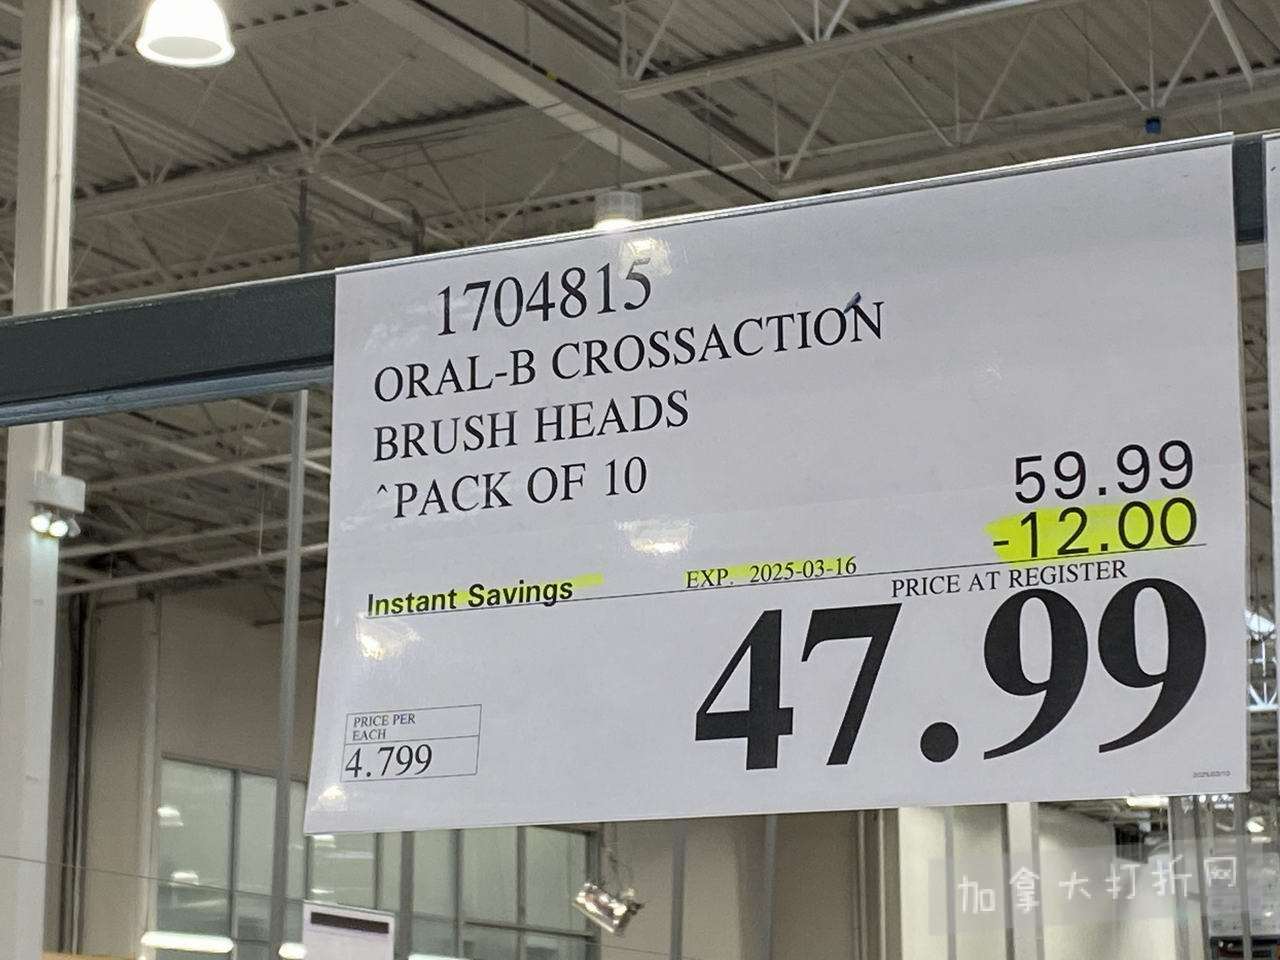 1704815
ORAL-B CROSSACTION
BRUSH HEADS
^PACK OF 10
59.99
-12.00
Instant Savings EXP. 2025-03-16
PRICE AT REGISTER
47.99
PRICE PER
EACH
4.799
加拿大打折网